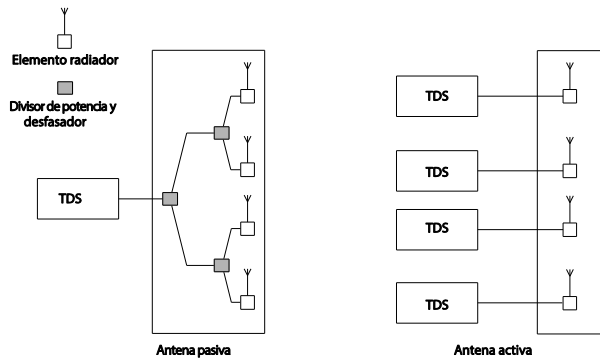 Elemento radiador
Divisor de potencia y
desfasador
TDS
Antena pasiva
TDS
TDS
TDS
TDS
Antena activa